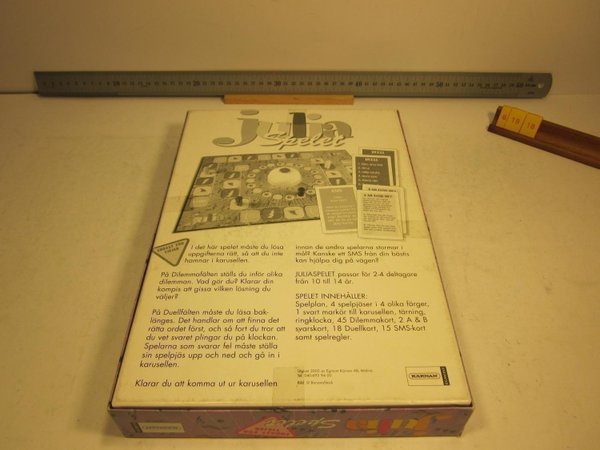 julia
Spelet
I det här spelet måste du lösa
uppgifterna rätt, så att du inte
hamnar i karusellen.
På Dilemmafälten ställs du inför olika
dilemman. Vad gör du? Klarar din
kompis att gissa vilken lösning du
väljer?
På Duellfälten måste du läsa bak-
länges. Det handlar om att finna det
rätta ordet först, och så fort du tror att
du vet svaret plingar du på klockan.
Spelarna som svarar fel måste ställa
sin spelpjäs upp och ned och gå in i
karusellen.
Klarar du att komma ut ur karusellen
innan de andra spelarna stormar i
mål? Kanske ett SMS från din bästis
kan hjälpa dig på vägen?
JULIASPELET passar för 2-4 deltagare
från 10 till 14 år.
SPELET INNEHÅLLER:
Spelplan, 4 spelpjäser i 4 olika färger,
1 svart markör till karusellen, tärning,
ringklocka, 45 Dilemmakort, 2 A & B
svarskort, 18 Duellkort, 15 SMS-kort
samt spelregler.
KÄRNAN
julia
Spelet